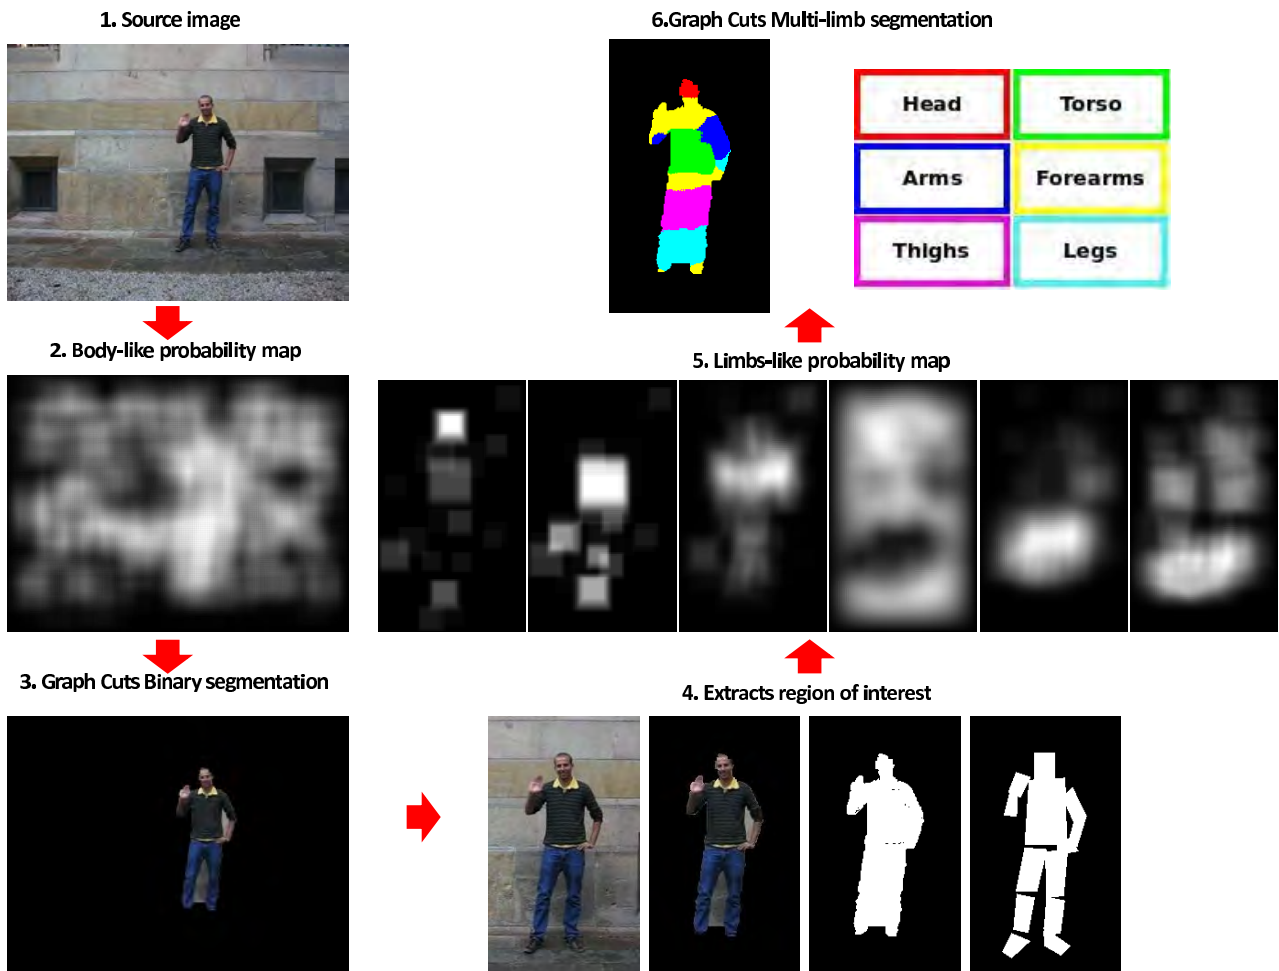 1. Source image
2. Body-like probability map
3. Graph Cuts Binary segmentation
4. Extracts region of interest
5. Limbs-like probability map
6.Graph Cuts Multi-limb segmentation
Head
Torso
Arms
Forearms
Thighs
Legs